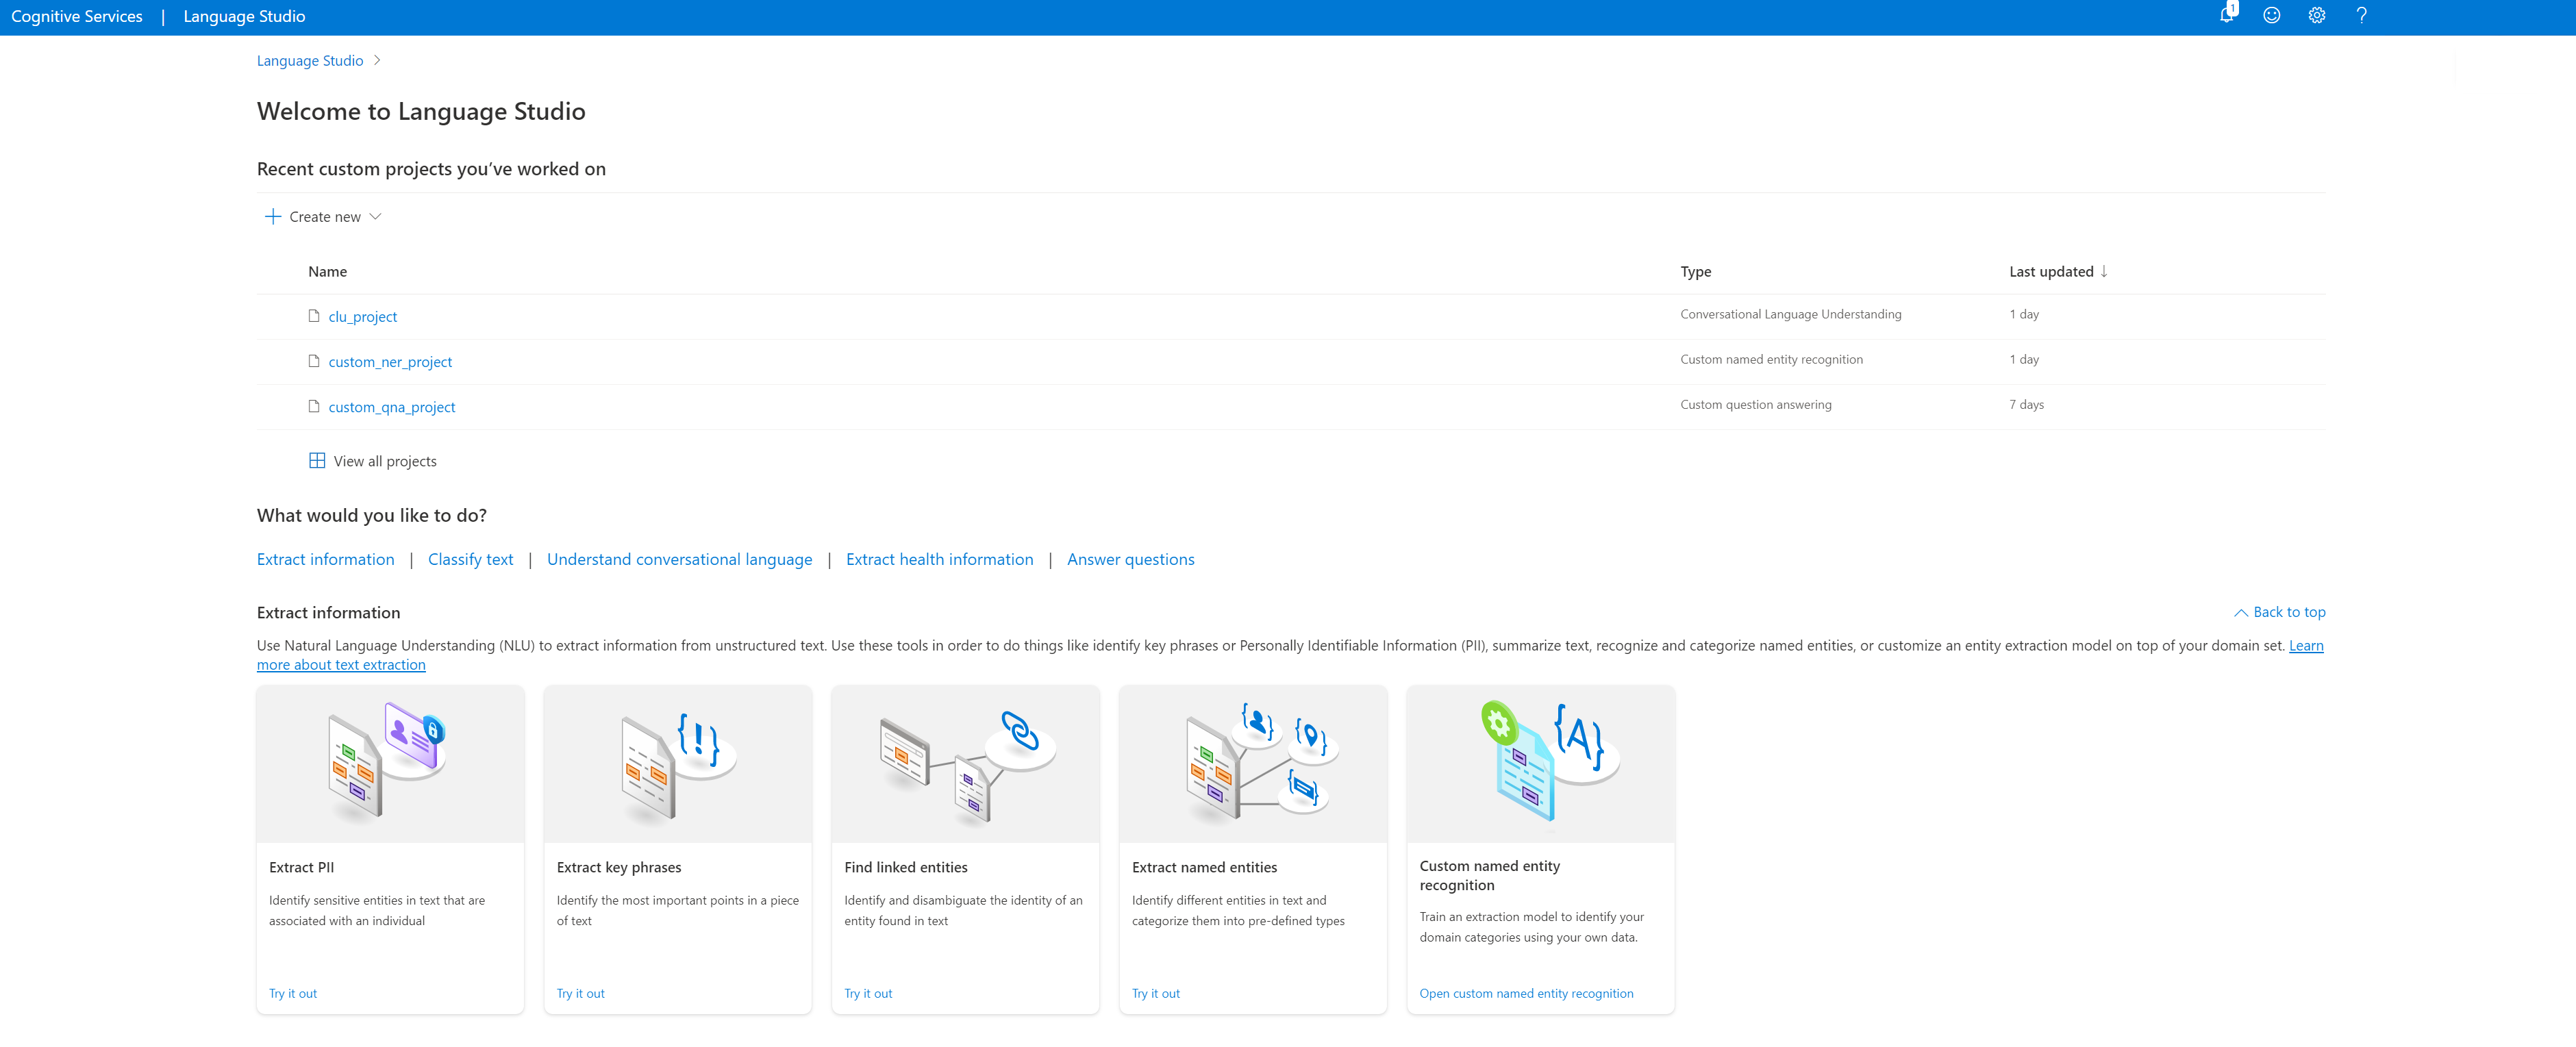 Cognitive Services | Language Studio
1
Language Studio
Welcome to Language Studio
Recent custom projects you’ve worked on
Create new
Name Type Last updated ↓
clu_project Conversational Language Understanding 1 day
custom_ner_project Custom named entity recognition 1 day
custom_qna_project Custom question answering 7 days
View all projects
What would you like to do?
Extract information | Classify text | Understand conversational language | Extract health information | Answer questions
Extract information
Back to top
Use Natural Language Understanding (NLU) to extract information from unstructured text. Use these tools in order to do things like identify key phrases or Personally Identifiable Information (PII), summarize text, recognize and categorize named entities, or customize an entity extraction model on top of your domain set. Learn
more about text extraction
{!}
{A}
Extract PII
Identify sensitive entities in text that are
associated with an individual
Try it out
Extract key phrases
Identify the most important points in a piece
of text
Try it out
Find linked entities
Identify and disambiguate the identity of an
entity found in text
Try it out
Extract named entities
Identify different entities in text and
categorize them into pre-defined types
Try it out
Custom named entity
recognition
Train an extraction model to identify your
domain categories using your own data.
Open custom named entity recognition